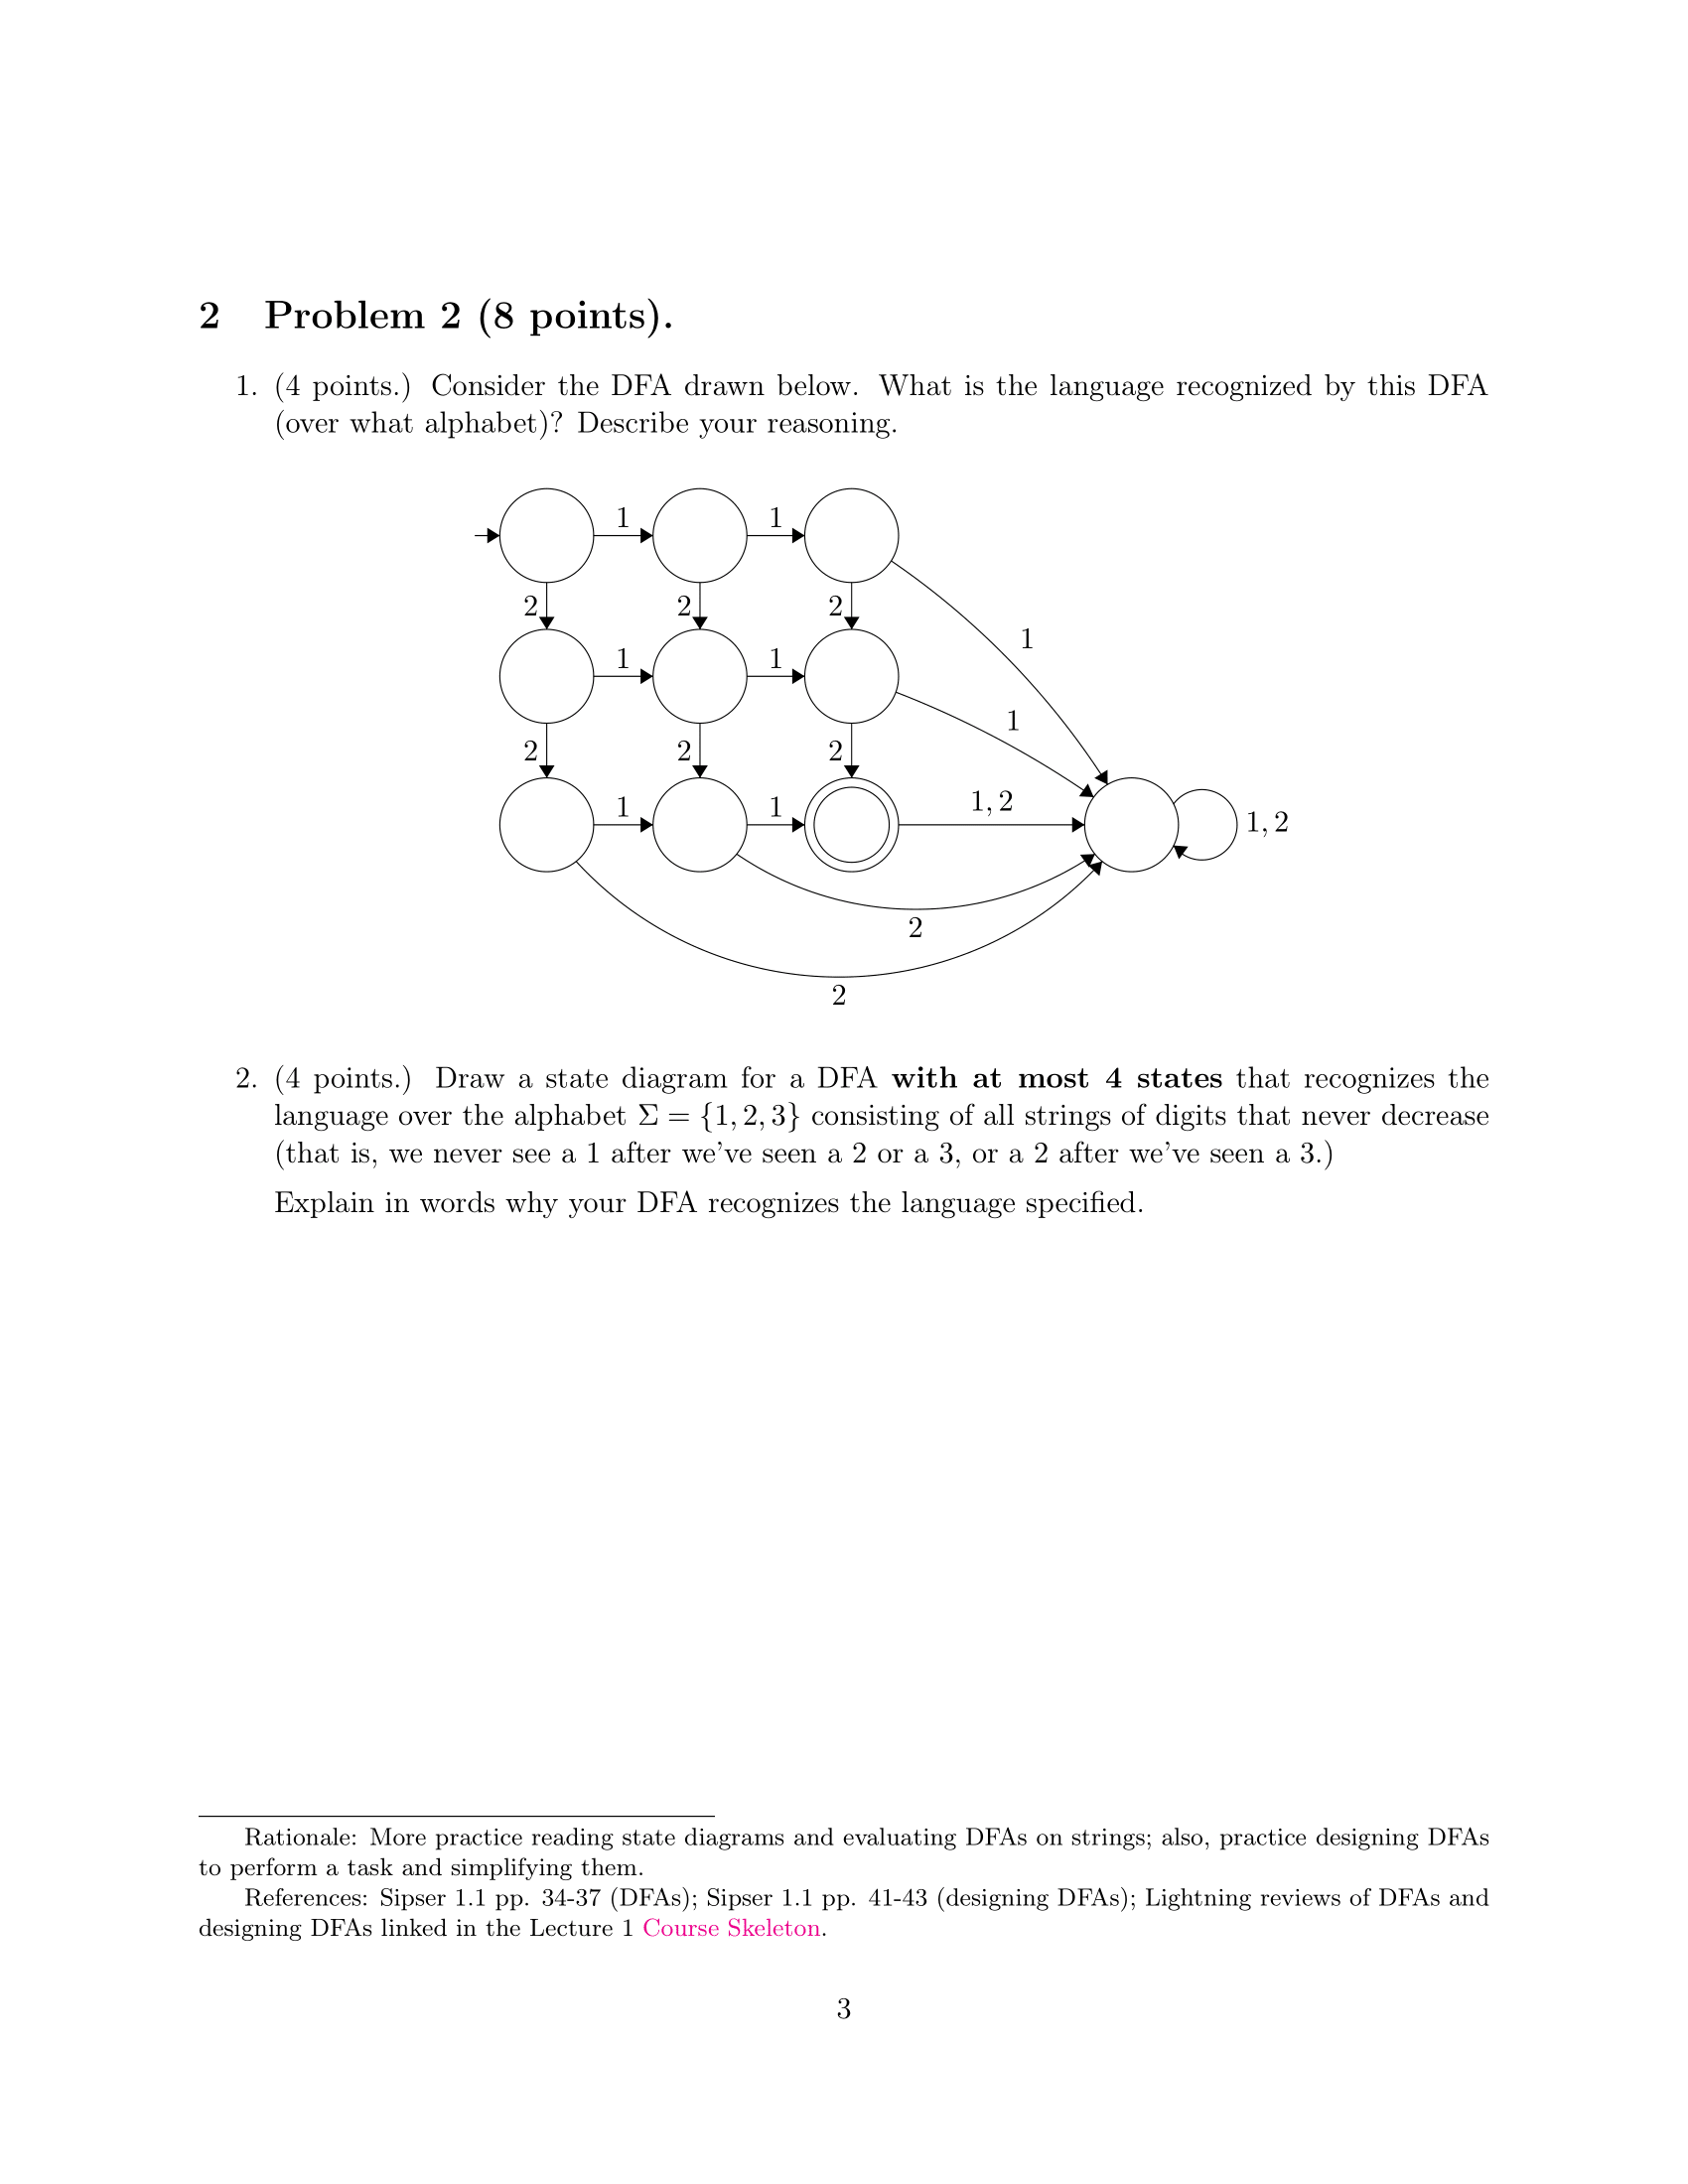 2 Problem 2 (8 points).
1. (4 points.) Consider the DFA drawn below. What is the language recognized by this DFA
(over what alphabet)? Describe your reasoning.
1 1
2 2 2
1
1 1
1
2 2 2
1 1 1, 2
1, 2
2
2
2. (4 points.) Draw a state diagram for a DFA with at most 4 states that recognizes the
language over the alphabet Σ = {1, 2, 3} consisting of all strings of digits that never decrease
(that is, we never see a 1 after we've seen a 2 or a 3, or a 2 after we've seen a 3.)
Explain in words why your DFA recognizes the language specified.
Rationale: More practice reading state diagrams and evaluating DFAs on strings; also, practice designing DFAs
to perform a task and simplifying them.
References: Sipser 1.1 pp. 34-37 (DFAs); Sipser 1.1 pp. 41-43 (designing DFAs); Lightning reviews of DFAs and
designing DFAs linked in the Lecture 1 Course Skeleton.
3